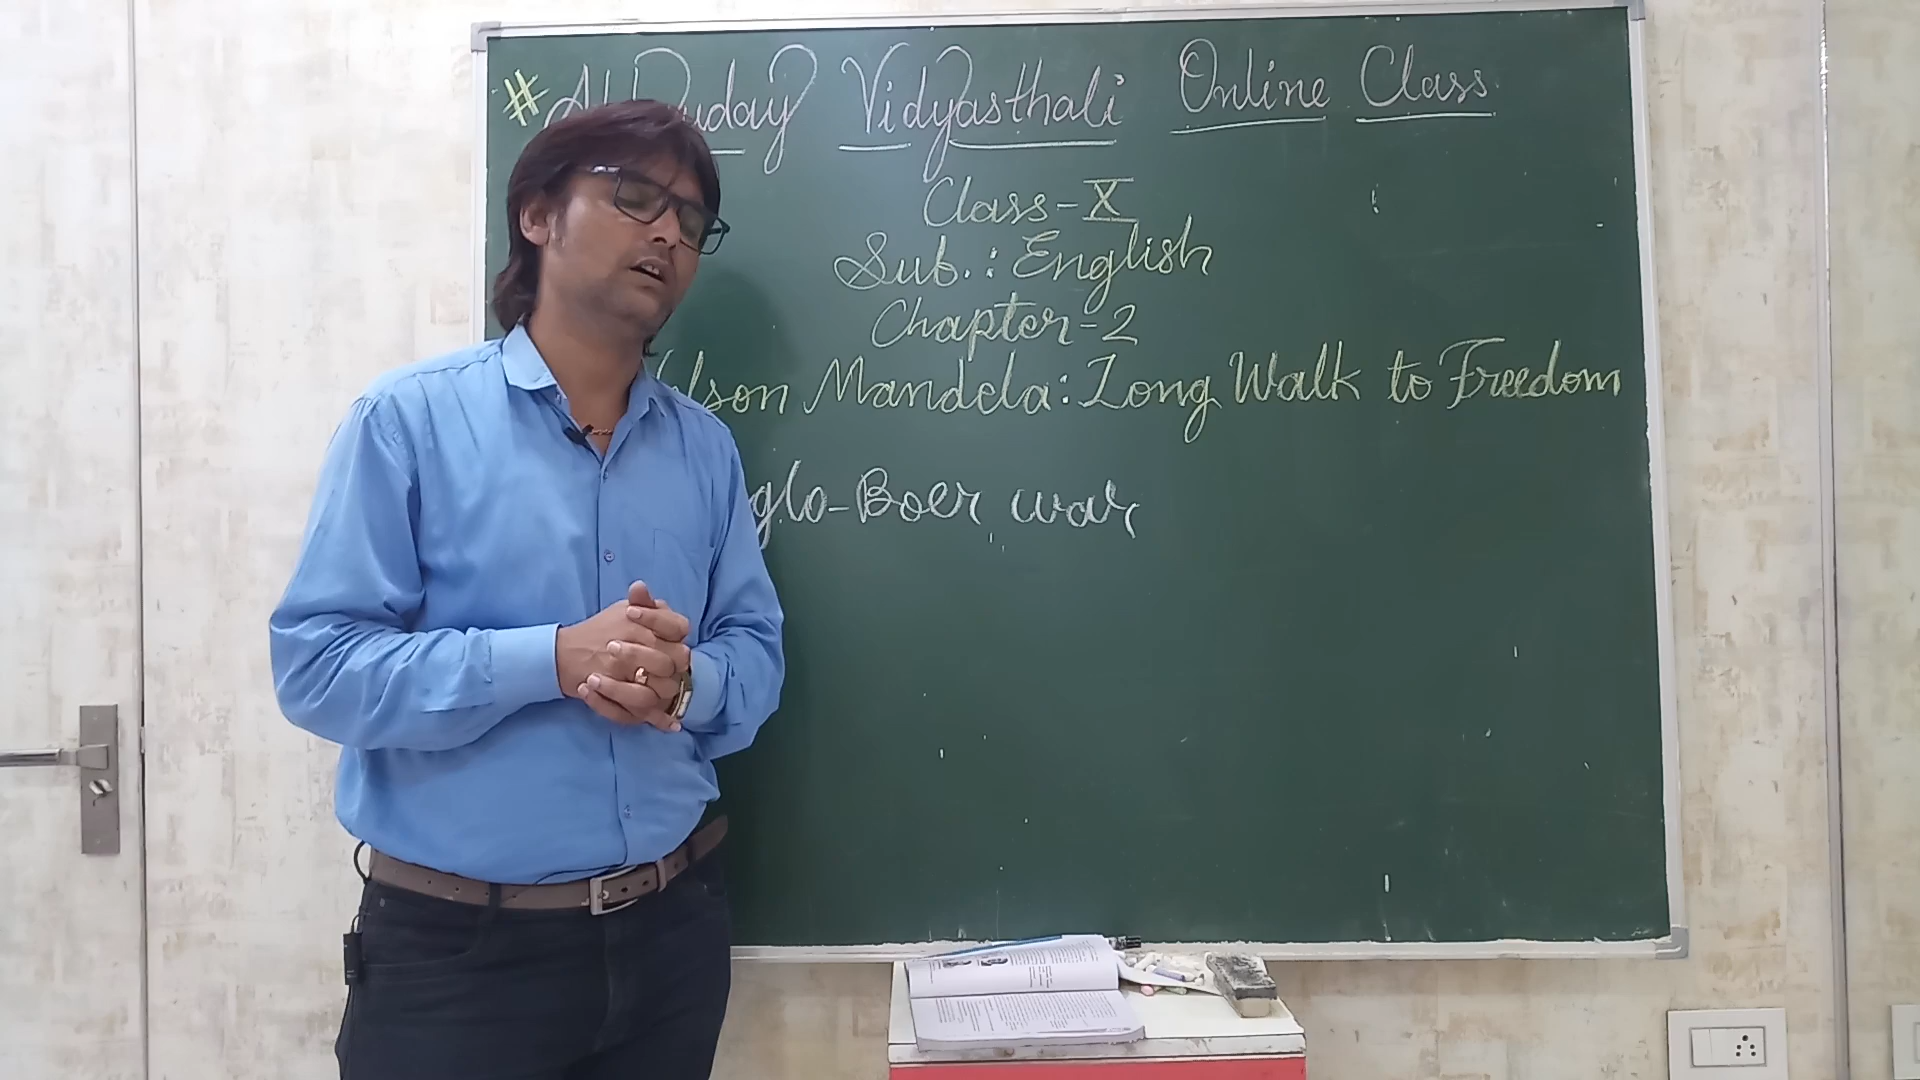 # Vidyasthali Online Class
Class-X
Sub.: English
Chapter-2
Mandela: Long Walk to Freedom
Boer war